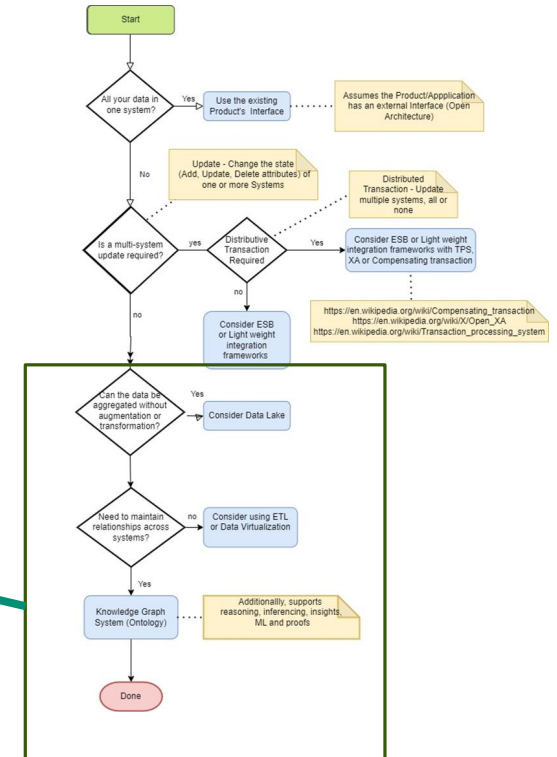 Start
All your data in
one system?
Yes
Use the existing
Product's Interface
Assumes the Product/Appplication
has an external Interface (Open
Architecture)
No
Update - Change the state
(Add, Update, Delete attributes) of
one or more Systems
Distributed
Transaction - Update
multiple systems, all or
none
Is a multi-system
update required?
yes
Distributive
Transaction
Required
Yes
Consider ESB or Light weight
integration frameworks with TPS,
XA or Compensating transaction
no
no
Consider ESB
or Light weight
integration
frameworks
https://en.wikipedia.org/wiki/Compensating_transaction
https://en.wikipedia.org/wiki/X/Open_XA
https://en.wikipedia.org/wiki/Transaction_processing_system
Can the data be
aggregated without
augmentation or
transformation?
Yes
Consider Data Lake
Need to maintain
relationships across
systems?
no
Consider using ETL
or Data Virtualization
Yes
Knowledge Graph
System (Ontology)
Additionallly, supports
reasoning, inferencing, insights,
ML and proofs
Done